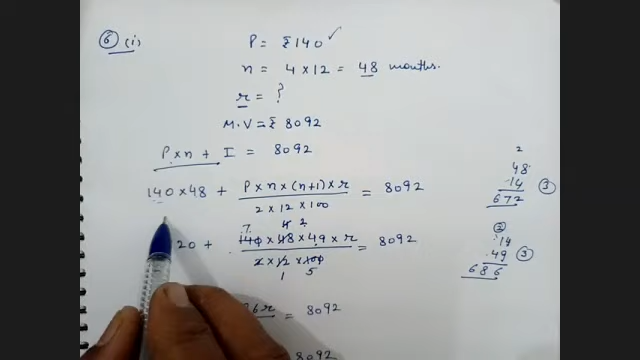 6 (i) P = ₹140 ✓
n = 4 × 12 = 48 months.
r = ?
M.V = ₹ 8092
P × n + I = 8092
140 × 48 + P × n × (n+1) × r / 2 × 12 × 100 = 8092
20 + 140 × 48 × 49 × r / 2 × 12 × 100 = 8092
7 4 2
1 5
6r = 8092
8092
2
48
14
672 3
2
14
49
686 3